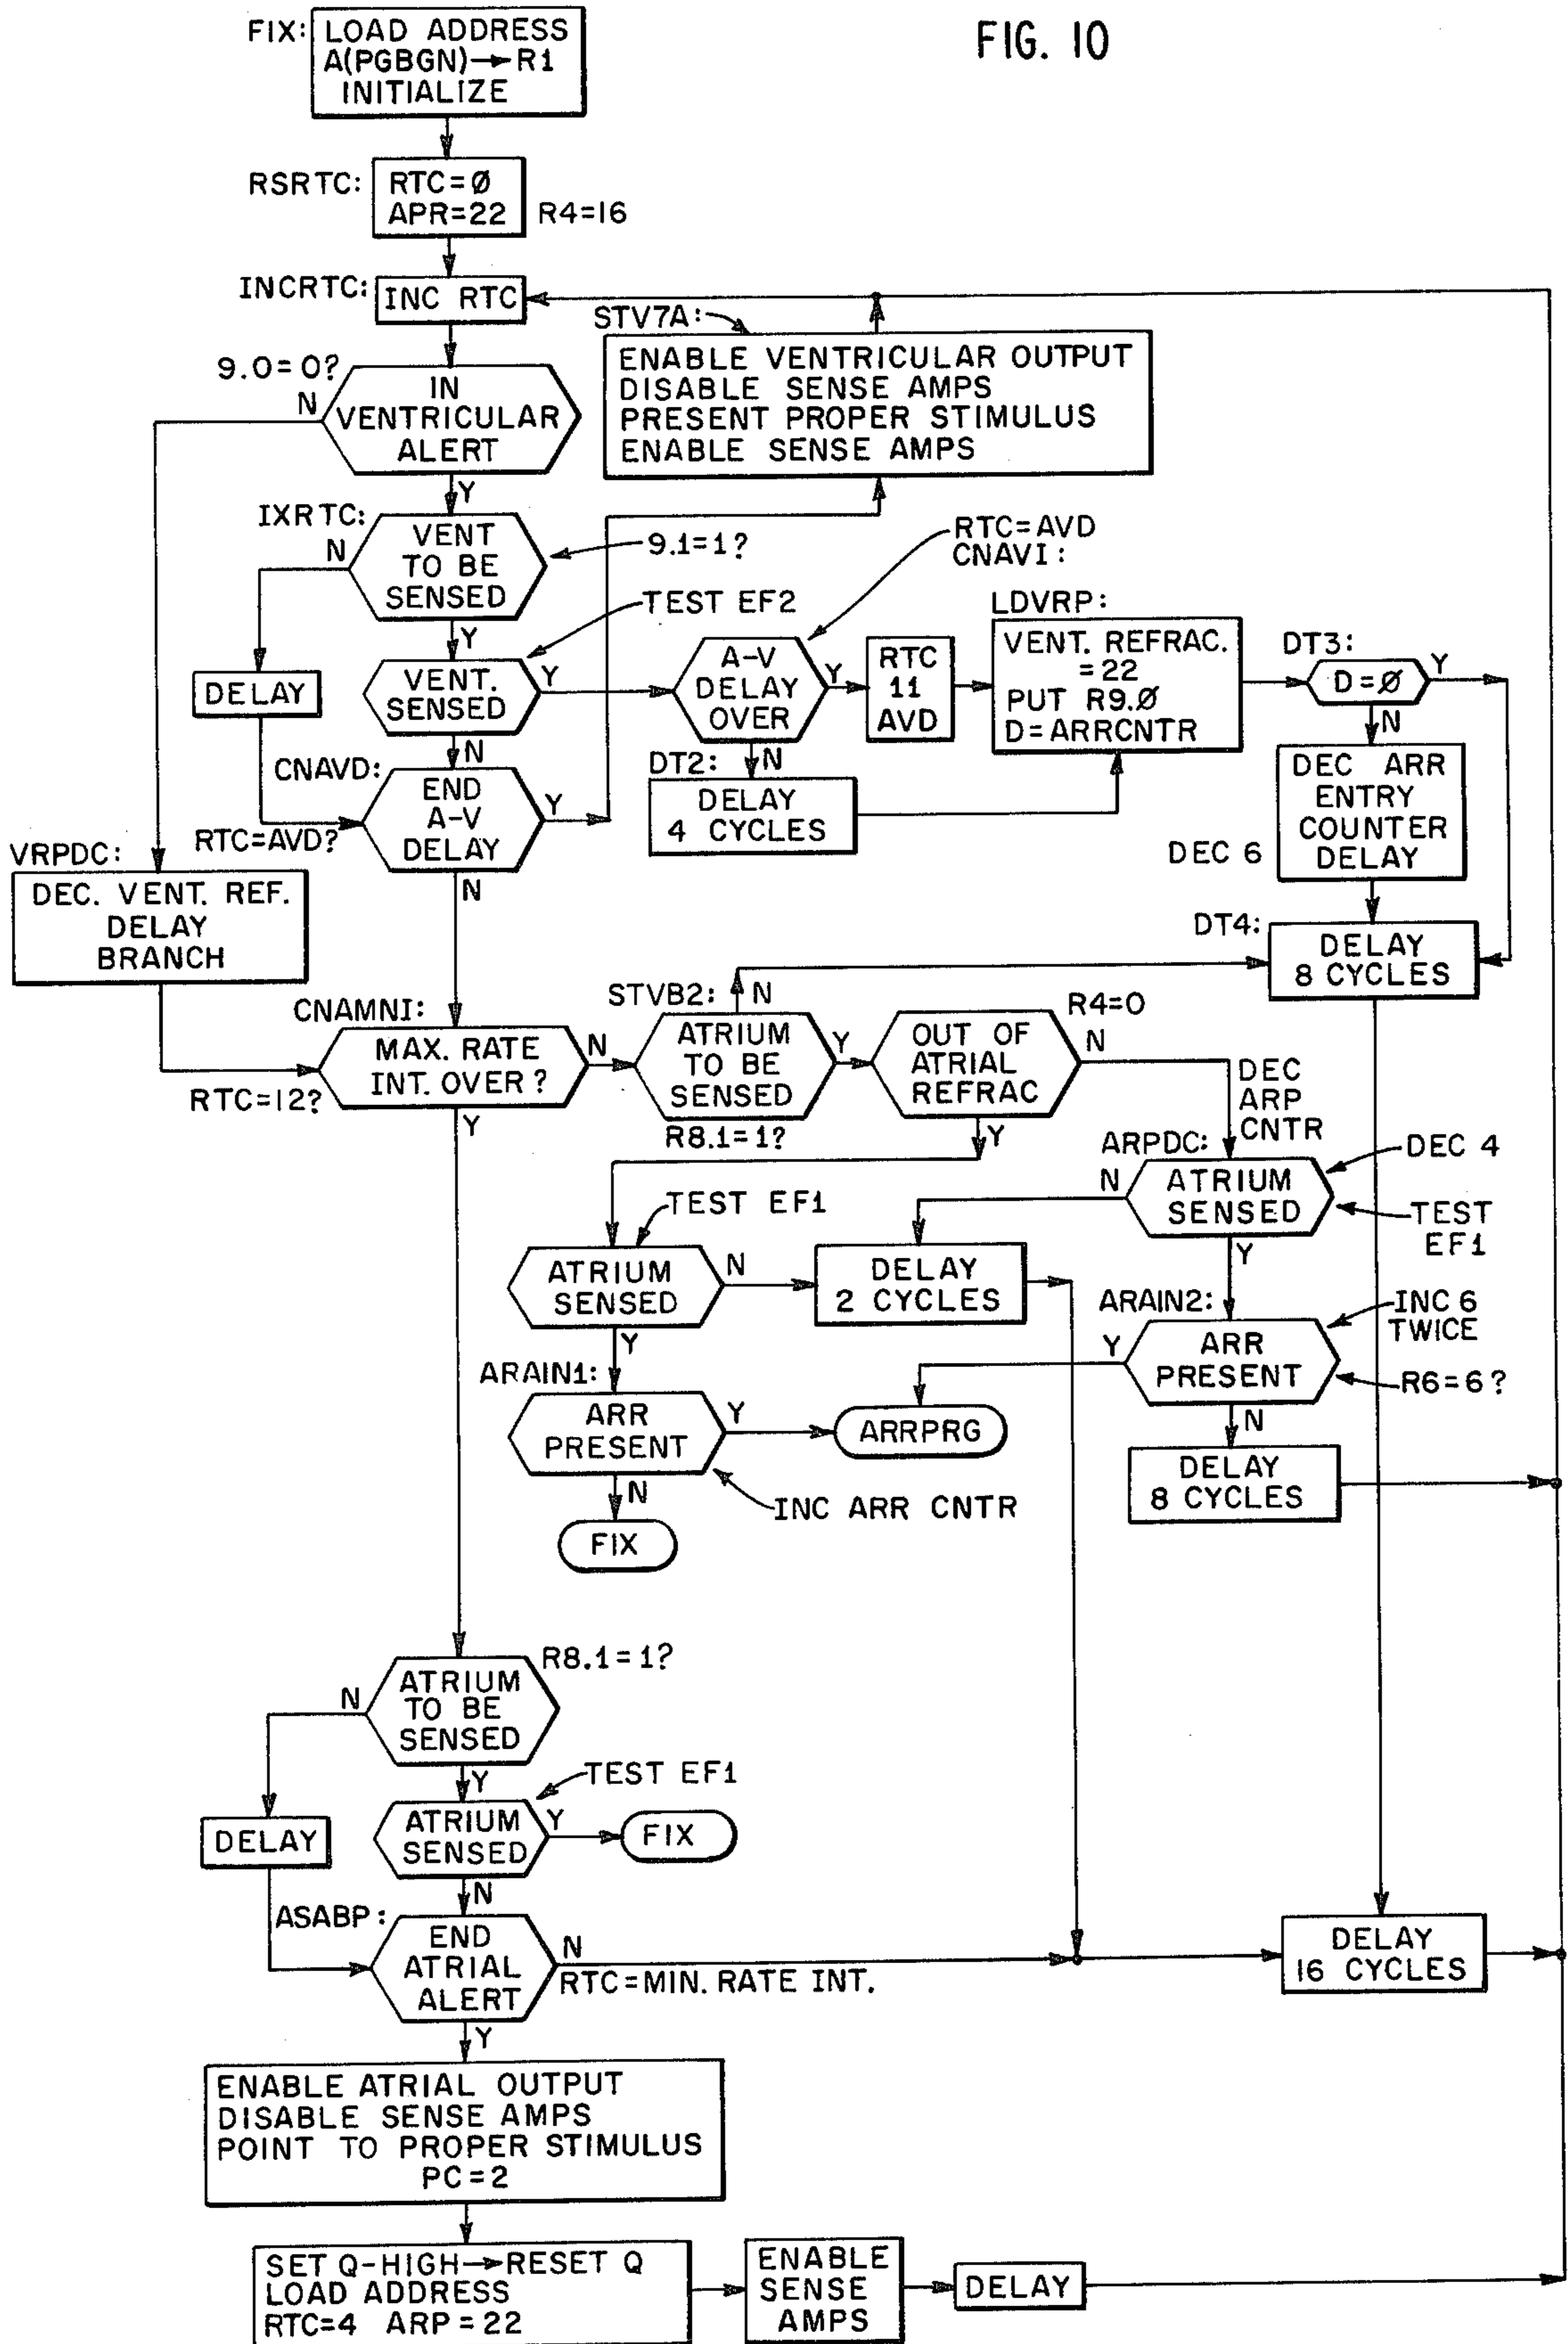 FIG. 10
FIX:
LOAD ADDRESS
A(PGBGN)→R1
INITIALIZE
RSRTC:
RTC=Ø
APR=22
R4=16
INCRTC:
INC RTC
STV7A:
ENABLE VENTRICULAR OUTPUT
DISABLE SENSE AMPS
PRESENT PROPER STIMULUS
ENABLE SENSE AMPS
9.0=0?
N
IN
VENTRICULAR
ALERT
Y
IXRTC:
N
VENT
TO BE
SENSED
9.1=1?
Y
RTC=AVD
CNAVI:
TEST EF2
DELAY
VENT.
SENSED
Y
N
A-V
DELAY
OVER
Y
N
RTC
11
AVD
LDVRP:
VENT. REFRAC.
=22
PUT R9.Ø
D=ARRCNTR
DT3:
D=Ø
Y
N
DT2:
DELAY
4 CYCLES
DEC ARR
ENTRY
COUNTER
DELAY
DEC 6
CNAVD:
END
A-V
DELAY
Y
RTC=AVD?
N
VRPDC:
DEC. VENT. REF.
DELAY
BRANCH
DT4:
DELAY
8 CYCLES
CNAMNI:
MAX. RATE
INT. OVER?
N
RTC=12?
Y
STVB2:
N
ATRIUM
TO BE
SENSED
Y
R8.1=1?
OUT OF
ATRIAL
REFRAC
R4=0
N
Y
DEC
ARP
CNTR
ARPDC:
N
ATRIUM
SENSED
DEC 4
TEST
EF1
Y
TEST EF1
ATRIUM
SENSED
N
Y
DELAY
2 CYCLES
ARAIN2:
Y
ARR
PRESENT
INC 6
TWICE
R6=6?
N
ARAIN1:
ARR
PRESENT
Y
ARRPRG
N
INC ARR CNTR
FIX
DELAY
8 CYCLES
R8.1=1?
N
ATRIUM
TO BE
SENSED
Y
TEST EF1
DELAY
ATRIUM
SENSED
Y
FIX
N
ASABP:
END
ATRIAL
ALERT
N
RTC=MIN. RATE INT.
Y
DELAY
16 CYCLES
ENABLE ATRIAL OUTPUT
DISABLE SENSE AMPS
POINT TO PROPER STIMULUS
PC=2
SET Q-HIGH→RESET Q
LOAD ADDRESS
RTC=4 ARP=22
ENABLE
SENSE
AMPS
DELAY